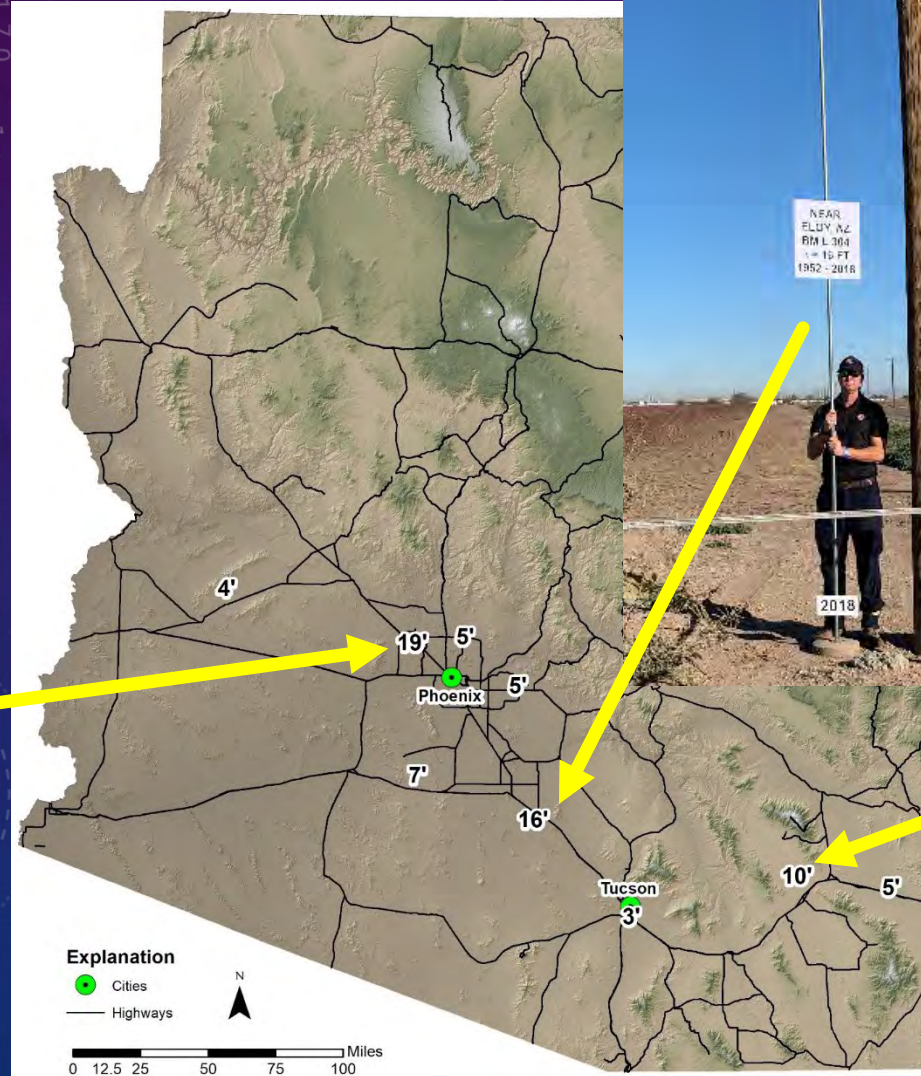 NEAR
ELOY, AZ
BM L 304
16 FT
1952 - 2018
2018
4'
19'
5'
Phoenix
5'
7'
16'
Tucson
3'
10'
5'
Explanation
Cities
Highways
N
Miles
0 12.5 25 50 75 100